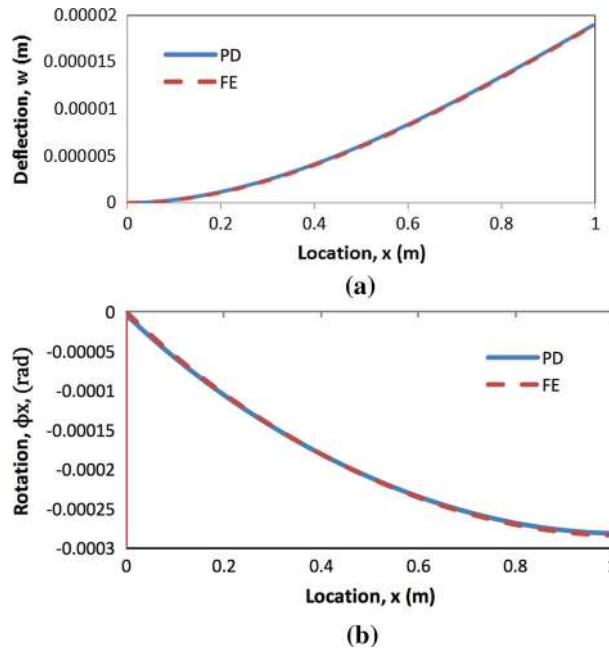 0.00002
0.000015
0.00001
0.000005
0
Deflection, w (m)
PD
FE
0 0.2 0.4 0.6 0.8 1
Location, x (m)
(a)
0
-0.00005
-0.0001
-0.00015
-0.0002
-0.00025
-0.0003
Rotation, ϕx, (rad)
PD
FE
0 0.2 0.4 0.6 0.8
Location, x (m)
(b)